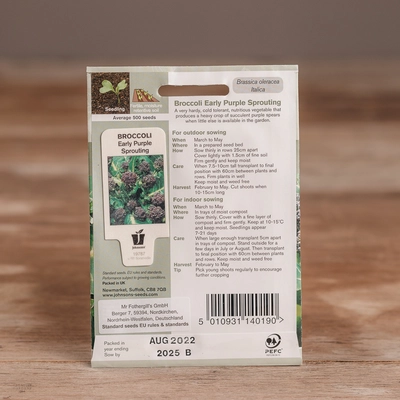 Brassica oleracea
Italica
Seedling
Average 500 seeds
BROCCOLI
Early Purple
Sprouting
Standard seed. EU rules and standards.
Packed in UK
Newmarket, Suffolk, CB8 7QB
www.johnsons-seeds.com
Mr Fothergill's GmbH
Berger 7, 59394, Nordkirchen,
Nordrhein-Westfalen, Deutschland
Standard seeds EU rules & standards
Packed in
year ending
Sow by
AUG 2022
2025 B
Broccoli Early Purple Sprouting
A very hardy, cold tolerant, nutritious vegetable that
produces a heavy crop of succulent purple spears
when little else is available in the garden.
For outdoor sowing
When March to May
Where In a prepared seed bed
How Sow thinly in rows 25cm apart
Cover lightly with 1.5cm of fine soil
Firm gently and keep moist
Care When 7.5-10cm tall transplant to final
position with 60cm between plants and
rows. Firm plants in well
Keep moist and weed free
Harvest February to May. Cut shoots when
10-15cm long
For indoor sowing
When March to May
Where In trays of moist compost
How Sow thinly. Cover with a fine layer of
compost and firm gently. Keep at 10-15°C
and keep moist. Seedlings appear
7-21 days
Care When large enough transplant 5cm apart
in trays of compost. Stand outside for a
few days in July or August. Then transplant
to final position with 60cm between plants
and rows. Keep moist and weed free
Harvest February to May
Tip Pick young shoots regularly to encourage
further cropping
5 010931 140190 >
PEFC